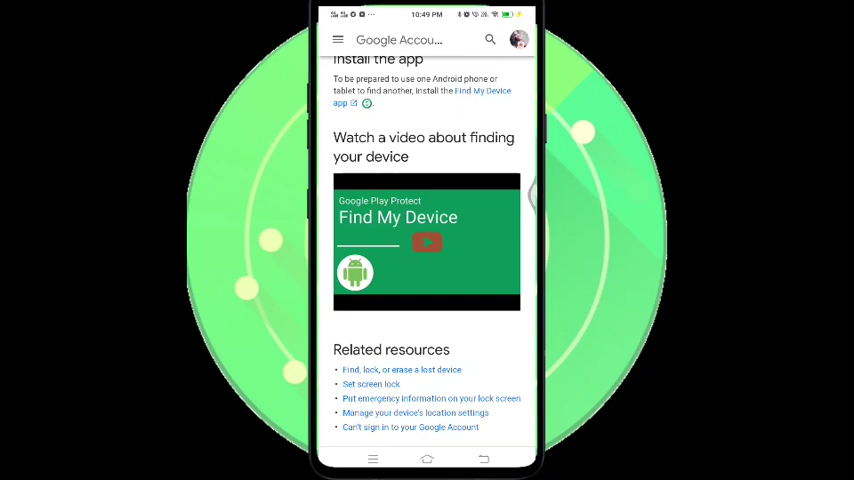 10:49 PM
Google Accou...
Install the app
To be prepared to use one Android phone or
tablet to find another, install the Find My Device
app
Watch a video about finding
your device
Google Play Protect
Find My Device
Related resources
• Find, lock, or erase a lost device
• Set screen lock
• Put emergency information on your lock screen
• Manage your device's location settings
• Can't sign in to your Google Account